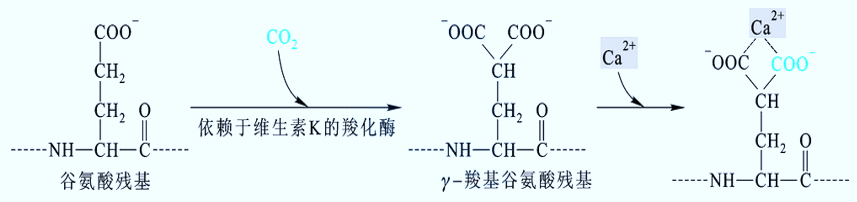 COO⁻
CH₂
CH₂ O
NH—CH—C
谷氨酸残基
CO₂
依赖于维生素K的羧化酶
⁻OOC COO⁻
CH
CH₂ O
NH—CH—C
γ-羧基谷氨酸残基
Ca²⁺
Ca²⁺
⁻OOC COO⁻
CH
CH₂ O
NH—CH—C